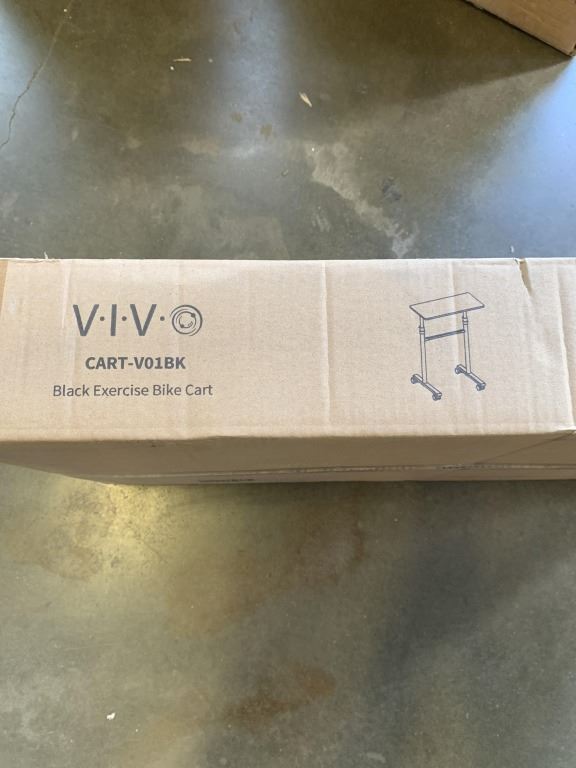 V·I·V·O
CART-V01BK
Black Exercise Bike Cart